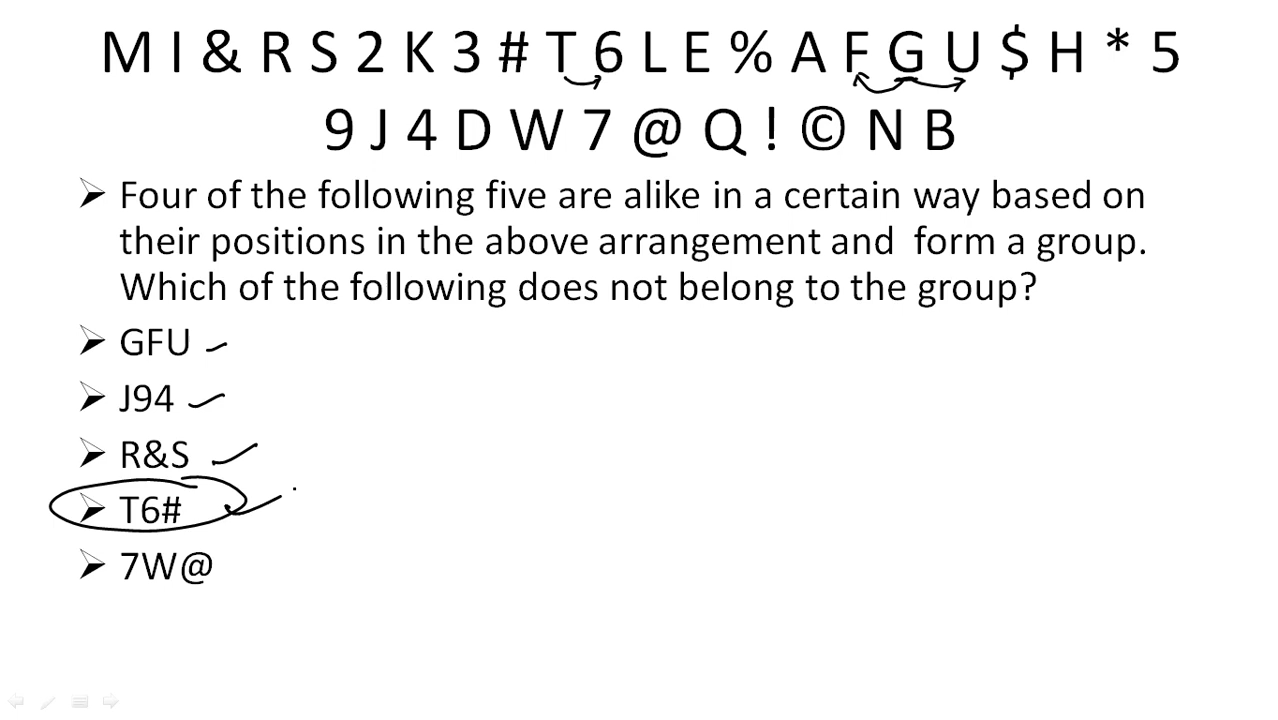 M I & R S 2 K 3 # T 6 L E % A F G U $ H * 5
9 J 4 D W 7 @ Q ! © N B
➢ Four of the following five are alike in a certain way based on
their positions in the above arrangement and form a group.
Which of the following does not belong to the group?
➢ GFU
➢ J94
➢ R&S
➢ T6#
➢ 7W@